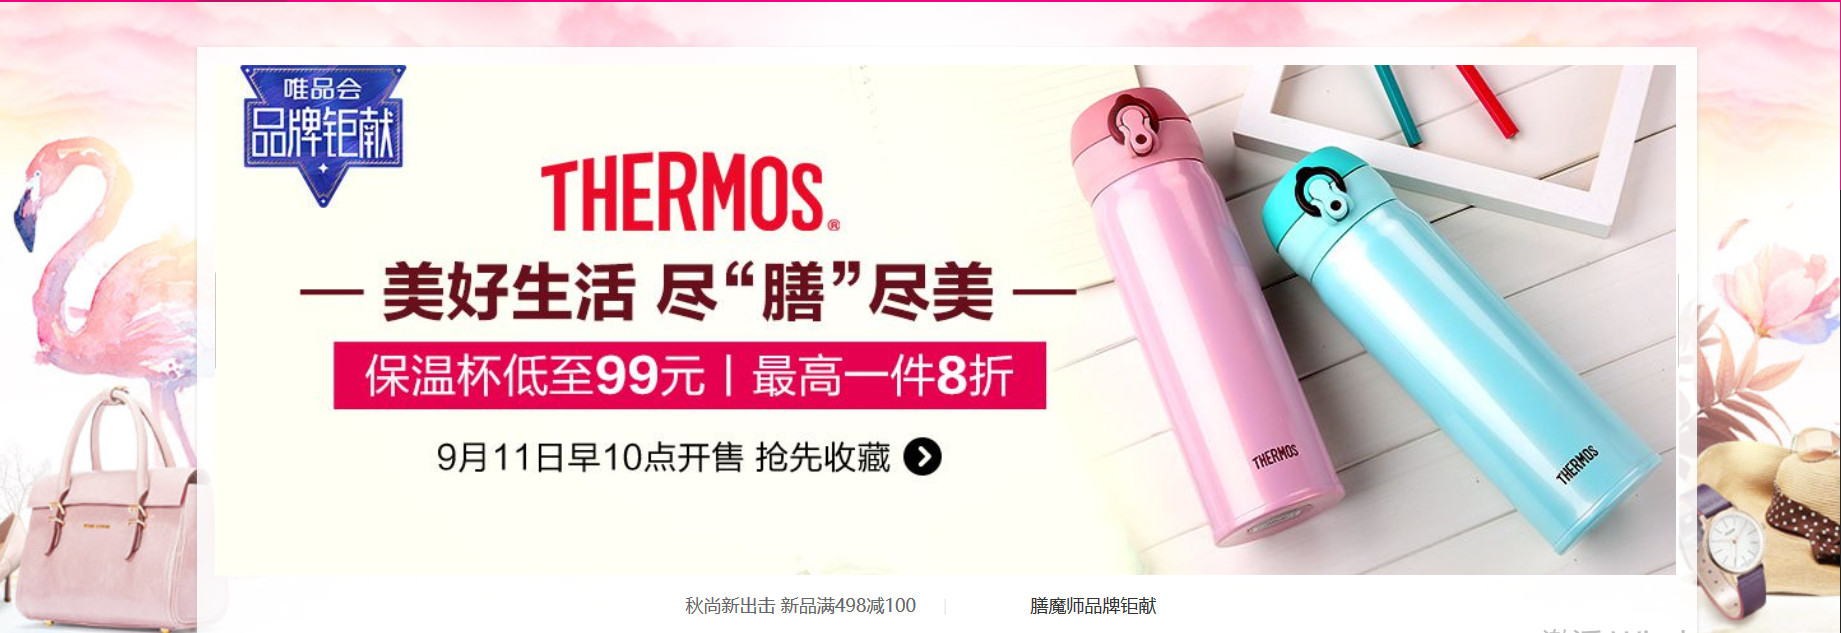 唯品会
品牌钜献
THERMOS®
美好生活 尽“膳”尽美
保温杯低至99元丨最高一件8折
9月11日早10点开售 抢先收藏
THERMOS
THERMOS
秋尚新出击 新品满498减100
膳魔师品牌钜献